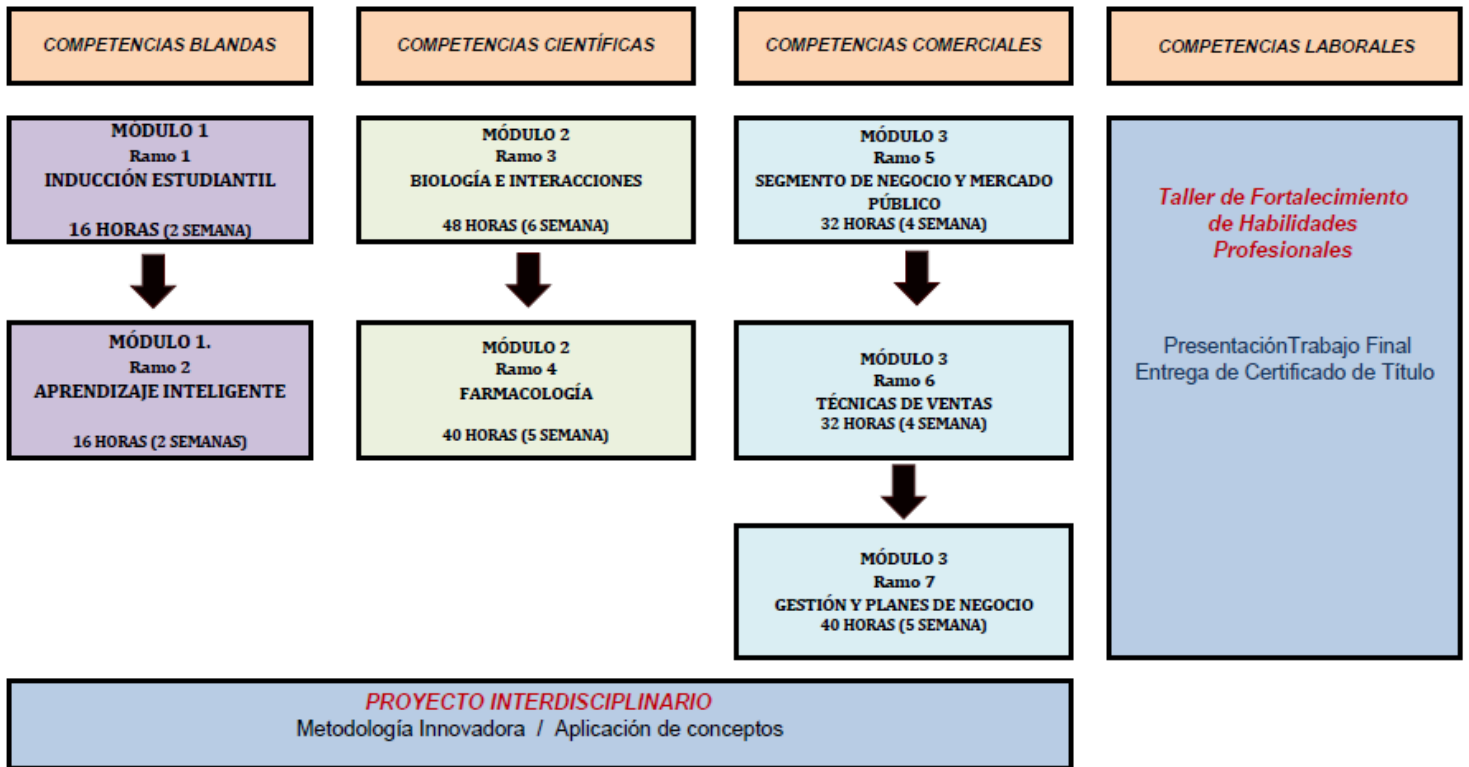 COMPETENCIAS BLANDAS
COMPETENCIAS CIENTÍFICAS
COMPETENCIAS COMERCIALES
COMPETENCIAS LABORALES
MÓDULO 1
Ramo 1
INDUCCIÓN ESTUDIANTIL
16 HORAS (2 SEMANA)
MÓDULO 2
Ramo 3
BIOLOGÍA E INTERACCIONES
48 HORAS (6 SEMANA)
MÓDULO 3
Ramo 5
SEGMENTO DE NEGOCIO Y MERCADO
PÚBLICO
32 HORAS (4 SEMANA)
Taller de Fortalecimiento
de Habilidades
Profesionales
PresentaciónTrabajo Final
Entrega de Certificado de Título
MÓDULO 1.
Ramo 2
APRENDIZAJE INTELIGENTE
16 HORAS (2 SEMANAS)
MÓDULO 2
Ramo 4
FARMACOLOGÍA
40 HORAS (5 SEMANA)
MÓDULO 3
Ramo 6
TÉCNICAS DE VENTAS
32 HORAS (4 SEMANA)
MÓDULO 3
Ramo 7
GESTIÓN Y PLANES DE NEGOCIO
40 HORAS (5 SEMANA)
PROYECTO INTERDISCIPLINARIO
Metodología Innovadora / Aplicación de conceptos